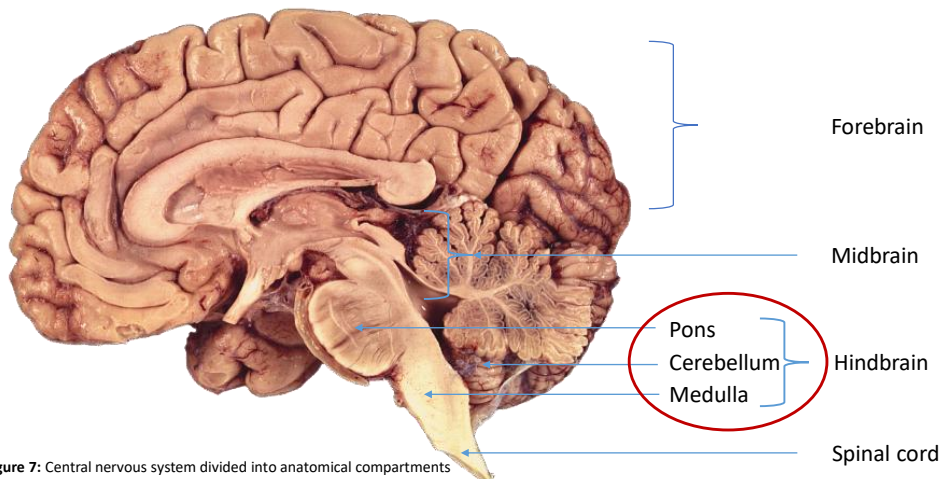 Forebrain
Midbrain
Pons
Cerebellum
Medulla
Hindbrain
Spinal cord
gure 7: Central nervous system divided into anatomical compartments